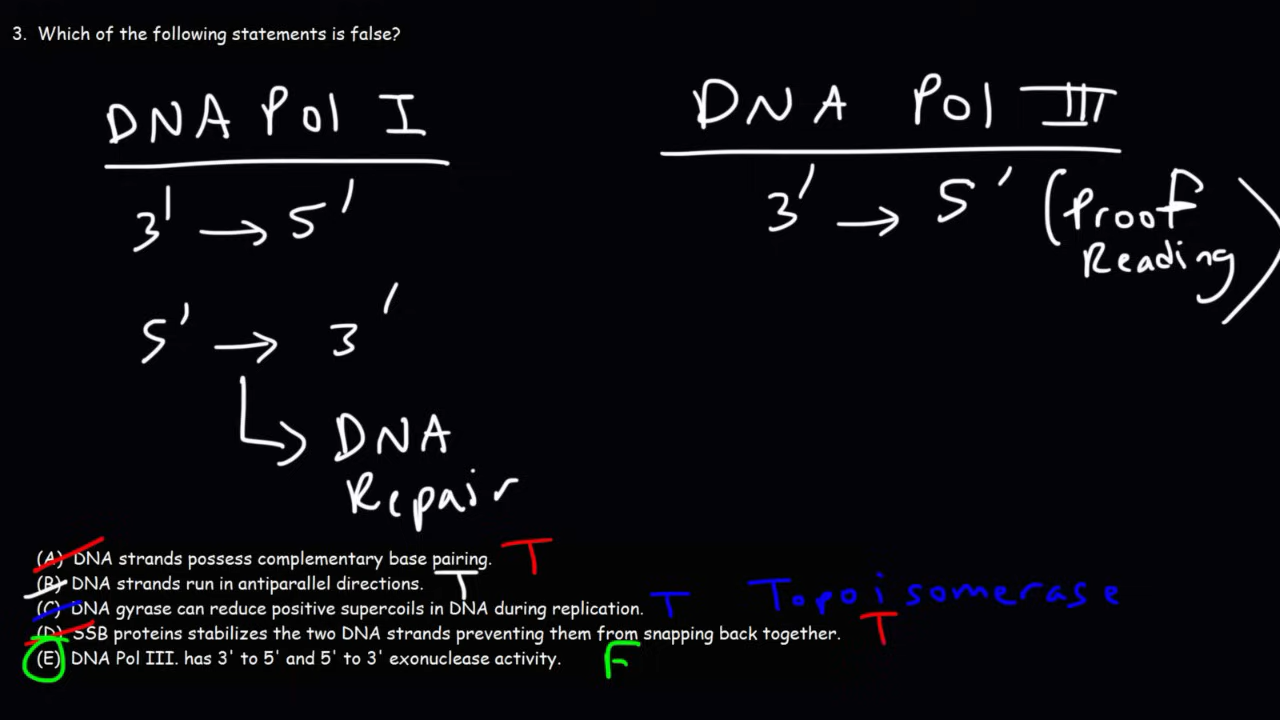 3. Which of the following statements is false?
DNA Pol I
3' → 5'
5' → 3'
DNA
Repair
DNA Pol III
3' → 5' (Proof
Reading)
(A) DNA strands possess complementary base pairing. T
(B) DNA strands run in antiparallel directions. T
(C) DNA gyrase can reduce positive supercoils in DNA during replication. T Topoisomerase
(D) SSB proteins stabilizes the two DNA strands preventing them from snapping back together. T
(E) DNA Pol III. has 3' to 5' and 5' to 3' exonuclease activity. F